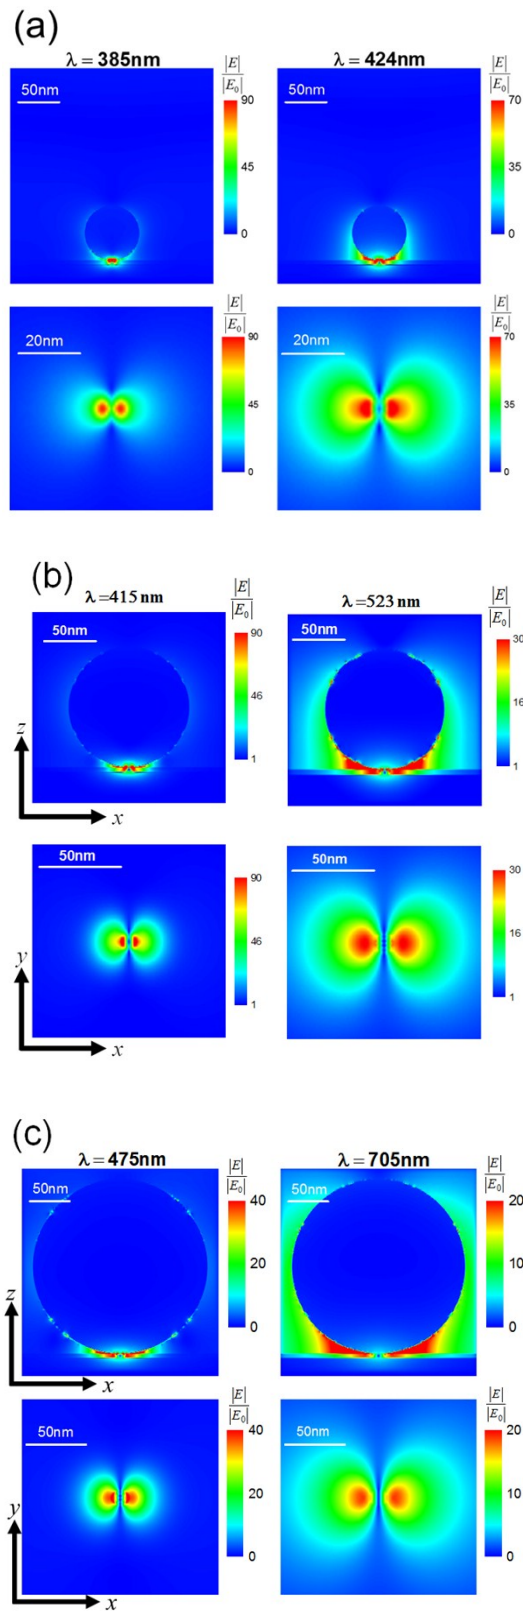 (a)
λ = 385nm
λ = 424nm
50nm
|E|
|E₀|
90
45
0
50nm
|E|
|E₀|
70
35
0
20nm
|E|
|E₀|
90
45
0
20nm
|E|
|E₀|
70
35
0
(b)
λ =415 nm
λ=523 nm
50nm
|E|
|E₀|
90
46
1
50nm
|E|
|E₀|
30
16
1
z
x
50nm
90
46
1
50nm
30
16
1
y
x
(c)
λ = 475nm
λ = 705nm
50nm
|E|
|E₀|
40
20
0
50nm
|E|
|E₀|
20
10
0
z
x
50nm
|E|
|E₀|
40
20
0
50nm
|E|
|E₀|
20
10
0
y
x